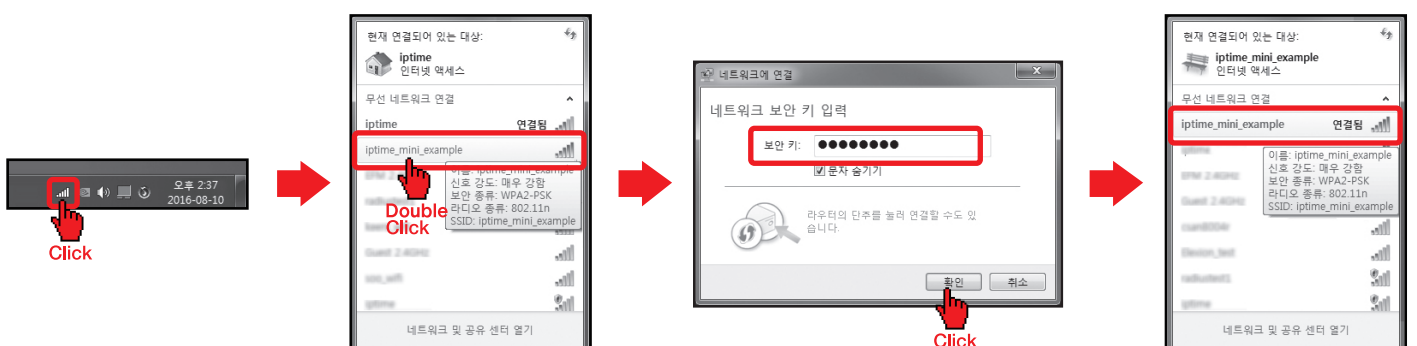 오후 2:37
2016-08-10
Click
현재 연결되어 있는 대상:
iptime
인터넷 액세스
무선 네트워크 연결
iptime 연결됨
iptime_mini_example
이름: iptime_mini_example
신호 강도: 매우 강함
보안 종류: WPA2-PSK
라디오 종류: 802.11n
SSID: iptime_mini_example
Double
Click
Guest 2.4GHz
iptime
네트워크 및 공유 센터 열기
네트워크에 연결
네트워크 보안 키 입력
보안 키: ●●●●●●●●
문자 숨기기
라우터의 단추를 눌러 연결할 수도 있
습니다.
확인 취소
Click
현재 연결되어 있는 대상:
iptime_mini_example
인터넷 액세스
무선 네트워크 연결
iptime_mini_example 연결됨
이름: iptime_mini_example
신호 강도: 매우 강함
보안 종류: WPA2-PSK
라디오 종류: 802.11n
SSID: iptime_mini_example
Guest 2.4GHz
iptime
네트워크 및 공유 센터 열기